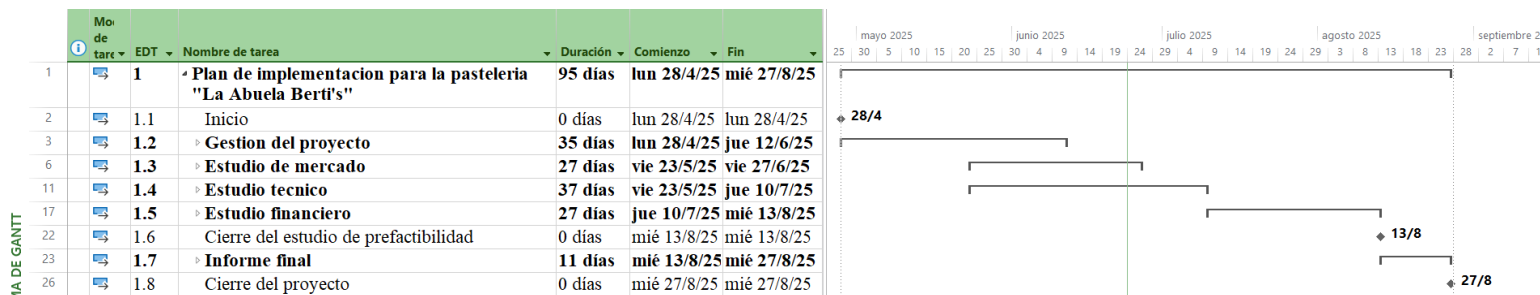 Mo
de
tare EDT Nombre de tarea Duración Comienzo Fin
mayo 2025 junio 2025 julio 2025 agosto 2025 septiembre 2
25 30 5 10 15 20 25 30 4 9 14 19 24 29 4 9 14 19 24 29 3 8 13 18 23 28 2 7 1
1 1 Plan de implementacion para la pasteleria 95 días lun 28/4/25 mié 27/8/25
"La Abuela Berti's"
2 1.1 Inicio 0 días lun 28/4/25 lun 28/4/25 28/4
3 1.2 Gestion del proyecto 35 días lun 28/4/25 jue 12/6/25
6 1.3 Estudio de mercado 27 días vie 23/5/25 vie 27/6/25
11 1.4 Estudio tecnico 37 días vie 23/5/25 jue 10/7/25
17 1.5 Estudio financiero 27 días jue 10/7/25 mié 13/8/25
22 1.6 Cierre del estudio de prefactibilidad 0 días mié 13/8/25 mié 13/8/25 13/8
23 1.7 Informe final 11 días mié 13/8/25 mié 27/8/25
26 1.8 Cierre del proyecto 0 días mié 27/8/25 mié 27/8/25 27/8
MA DE GANTT